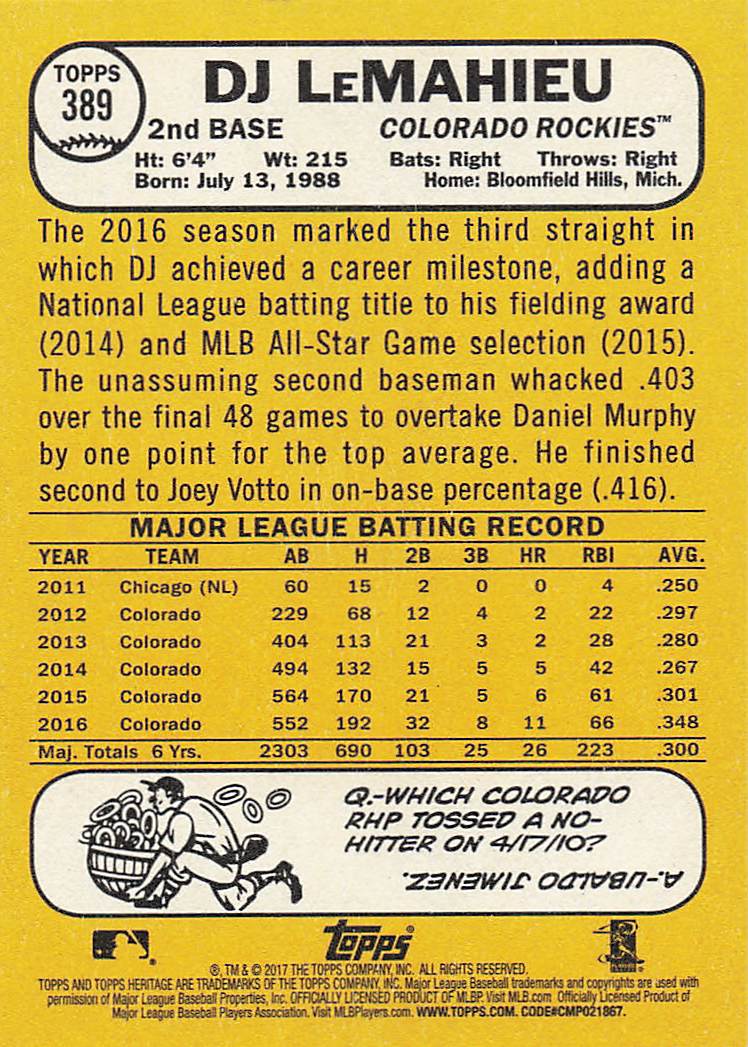 TOPPS
389
DJ LEMAHIEU
2nd BASE COLORADO ROCKIES™
Ht: 6'4" Wt: 215 Bats: Right Throws: Right
Born: July 13, 1988 Home: Bloomfield Hills, Mich.
The 2016 season marked the third straight in
which DJ achieved a career milestone, adding a
National League batting title to his fielding award
(2014) and MLB All-Star Game selection (2015).
The unassuming second baseman whacked .403
over the final 48 games to overtake Daniel Murphy
by one point for the top average. He finished
second to Joey Votto in on-base percentage (.416).
MAJOR LEAGUE BATTING RECORD
YEAR TEAM AB H 2B 3B HR RBI AVG.
2011 Chicago (NL) 60 15 2 0 0 4 .250
2012 Colorado 229 68 12 4 2 22 .297
2013 Colorado 404 113 21 3 2 28 .280
2014 Colorado 494 132 15 5 5 42 .267
2015 Colorado 564 170 21 5 6 61 .301
2016 Colorado 552 192 32 8 11 66 .348
Maj. Totals 6 Yrs. 2303 690 103 25 26 223 .300
Q.-WHICH COLORADO
RHP TOSSED A NO-
HITTER ON 4/17/10?
A.-UBALDO JIMENEZ.
Topps®
®, TM & © 2017 THE TOPPS COMPANY, INC. ALL RIGHTS RESERVED.
TOPPS AND TOPPS HERITAGE ARE TRADEMARKS OF THE TOPPS COMPANY, INC. Major League Baseball trademarks and copyrights are used with
permission of Major League Baseball Properties, Inc. OFFICIALLY LICENSED PRODUCT OF MLBP. Visit MLB.com Officially Licensed Product of
Major League Baseball Players Association. Visit MLBPlayers.com. WWW.TOPPS.COM. CODE#CMP021867.